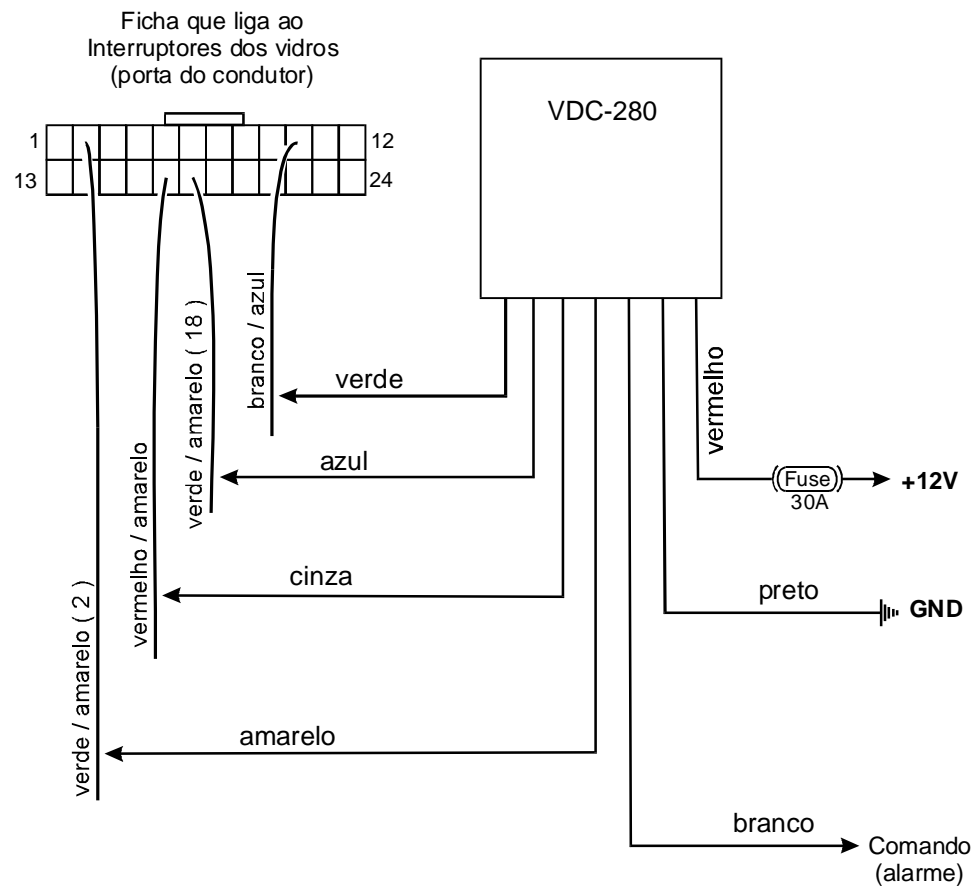 Ficha que liga ao
Interruptores dos vidros
(porta do condutor)
VDC-280
1
12
13
24
branco / azul
verde / amarelo ( 18 )
vermelho / amarelo
verde / amarelo ( 2 )
verde
azul
cinza
amarelo
vermelho
Fuse
30A
+12V
preto
GND
branco
Comando
(alarme)